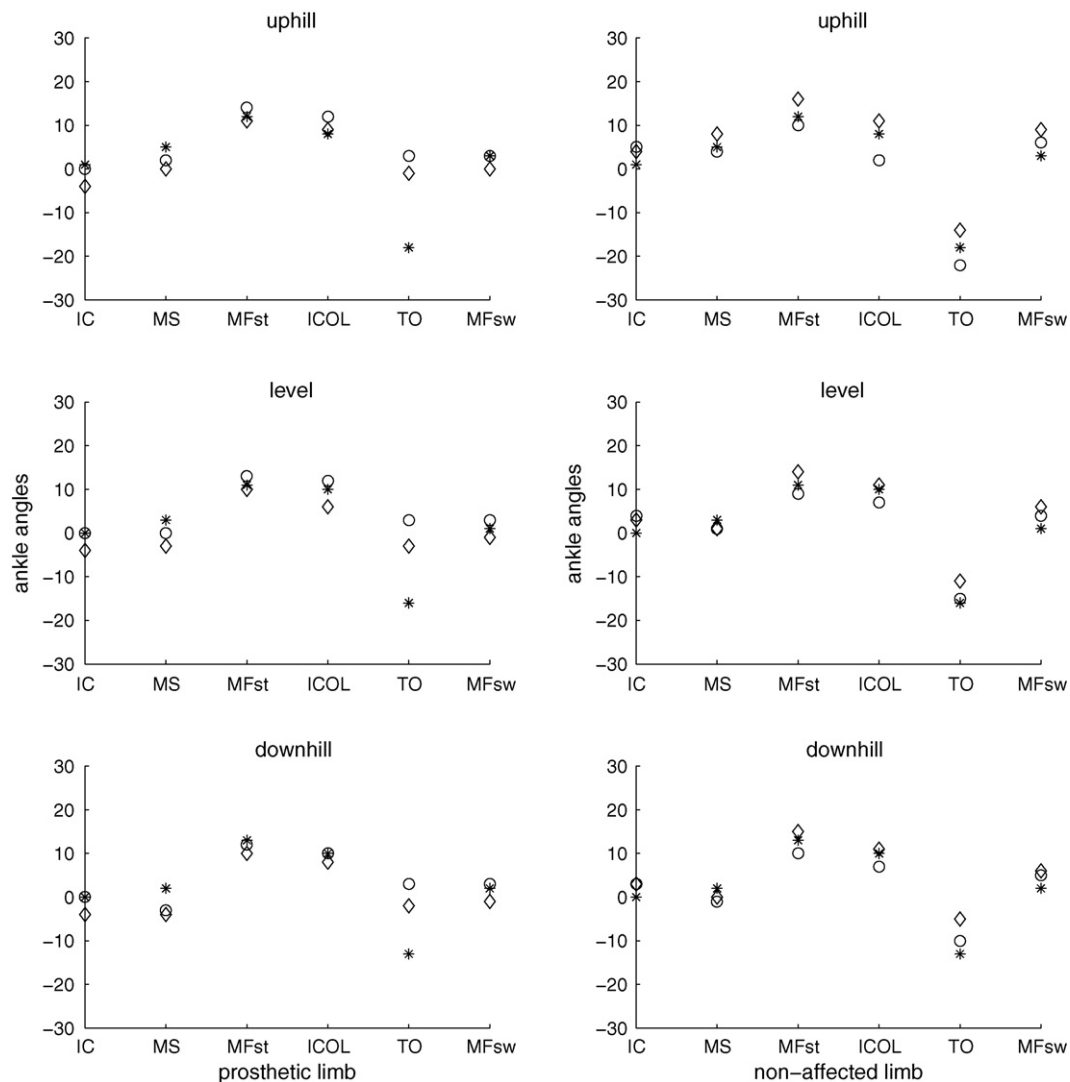 uphill
30
20
10
0
−10
−20
−30
IC MS MFst ICOL TO MFsw
uphill
30
20
10
0
−10
−20
−30
IC MS MFst ICOL TO MFsw
level
ankle angles
30
20
10
0
−10
−20
−30
IC MS MFst ICOL TO MFsw
level
ankle angles
30
20
10
0
−10
−20
−30
IC MS MFst ICOL TO MFsw
downhill
30
20
10
0
−10
−20
−30
IC MS MFst ICOL TO MFsw
prosthetic limb
downhill
30
20
10
0
−10
−20
−30
IC MS MFst ICOL TO MFsw
non−affected limb